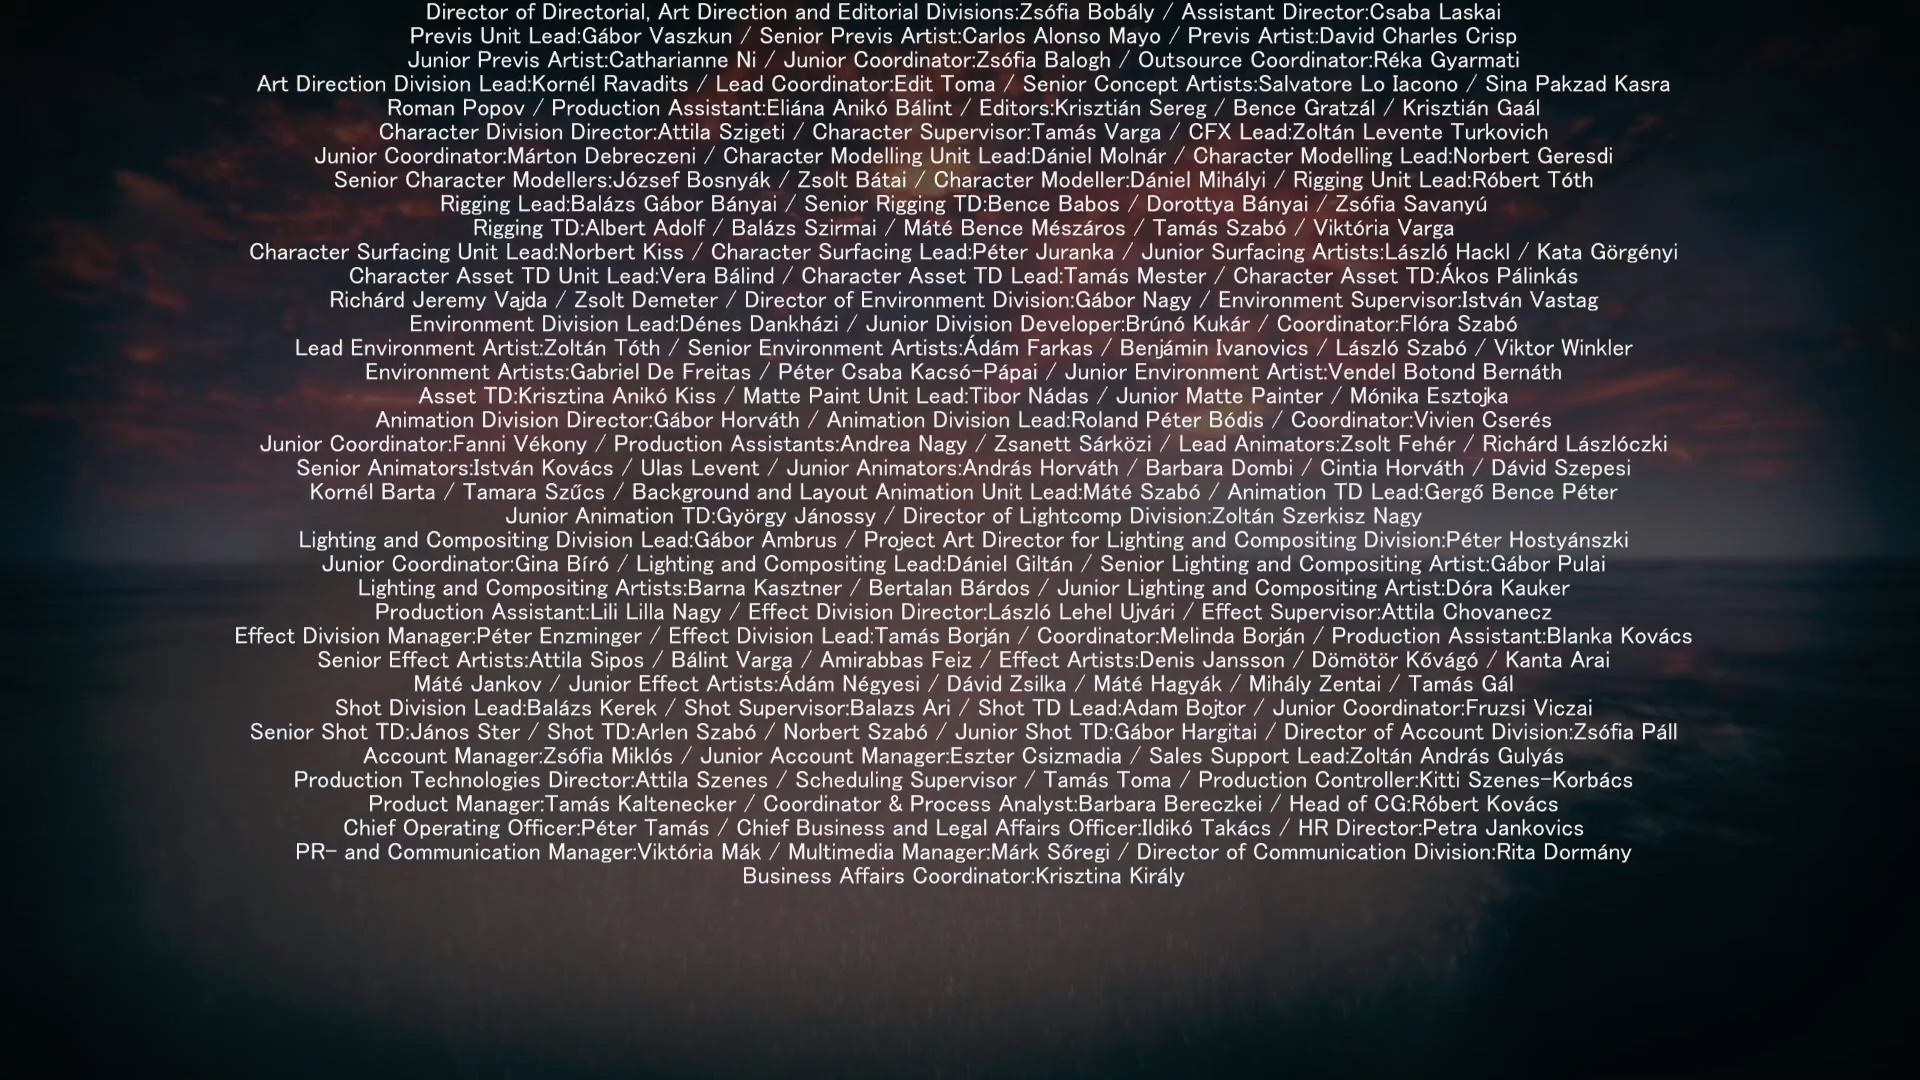 Director of Directorial, Art Direction and Editorial Divisions:Zsófia Bobály / Assistant Director:Csaba Laskai
Previs Unit Lead:Gábor Vaszkun / Senior Previs Artist:Carlos Alonso Mayo / Previs Artist:David Charles Crisp
Junior Previs Artist:Catharianne Ni / Junior Coordinator:Zsófia Balogh / Outsource Coordinator:Réka Gyarmati
Art Direction Division Lead:Kornél Ravadits / Lead Coordinator:Edit Toma / Senior Concept Artists:Salvatore Lo Iacono / Sina Pakzad Kasra
Roman Popov / Production Assistant:Eliána Anikó Bálint / Editors:Krisztián Sereg / Bence Gratzál / Krisztián Gaál
Character Division Director:Attila Szigeti / Character Supervisor:Tamás Varga / CFX Lead:Zoltán Levente Turkovich
Junior Coordinator:Márton Debreczeni / Character Modelling Unit Lead:Dániel Molnár / Character Modelling Lead:Norbert Geresdi
Senior Character Modellers:József Bosnyák / Zsolt Bátai / Character Modeller:Dániel Mihályi / Rigging Unit Lead:Róbert Tóth
Rigging Lead:Balázs Gábor Bányai / Senior Rigging TD:Bence Babos / Dorottya Bányai / Zsófia Savanyú
Rigging TD:Albert Adolf / Balázs Szirmai / Máté Bence Mészáros / Tamás Szabó / Viktória Varga
Character Surfacing Unit Lead:Norbert Kiss / Character Surfacing Lead:Péter Juranka / Junior Surfacing Artists:László Hackl / Kata Görgényi
Character Asset TD Unit Lead:Vera Bálind / Character Asset TD Lead:Tamás Mester / Character Asset TD:Ákos Pálinkás
Richárd Jeremy Vajda / Zsolt Demeter / Director of Environment Division:Gábor Nagy / Environment Supervisor:István Vastag
Environment Division Lead:Dénes Dankházi / Junior Division Developer:Brúnó Kukár / Coordinator:Flóra Szabó
Lead Environment Artist:Zoltán Tóth / Senior Environment Artists:Ádám Farkas / Benjámin Ivanovics / László Szabó / Viktor Winkler
Environment Artists:Gabriel De Freitas / Péter Csaba Kacsó-Pápai / Junior Environment Artist:Vendel Botond Bernáth
Asset TD:Krisztina Anikó Kiss / Matte Paint Unit Lead:Tibor Nádas / Junior Matte Painter / Mónika Esztojka
Animation Division Director:Gábor Horváth / Animation Division Lead:Roland Péter Bódis / Coordinator:Vivien Cserés
Junior Coordinator:Fanni Vékony / Production Assistants:Andrea Nagy / Zsanett Sárközi / Lead Animators:Zsolt Fehér / Richárd Lászlóczki
Senior Animators:István Kovács / Ulas Levent / Junior Animators:András Horváth / Barbara Dombi / Cintia Horváth / Dávid Szepesi
Kornél Barta / Tamara Szűcs / Background and Layout Animation Unit Lead:Máté Szabó / Animation TD Lead:Gergő Bence Péter
Junior Animation TD:György Jánossy / Director of Lightcomp Division:Zoltán Szerkisz Nagy
Lighting and Compositing Division Lead:Gábor Ambrus / Project Art Director for Lighting and Compositing Division:Péter Hostyánszki
Junior Coordinator:Gina Bíró / Lighting and Compositing Lead:Dániel Giltán / Senior Lighting and Compositing Artist:Gábor Pulai
Lighting and Compositing Artists:Barna Kasztner / Bertalan Bárdos / Junior Lighting and Compositing Artist:Dóra Kauker
Production Assistant:Lili Lilla Nagy / Effect Division Director:László Lehel Ujvári / Effect Supervisor:Attila Chovanecz
Effect Division Manager:Péter Enzminger / Effect Division Lead:Tamás Borján / Coordinator:Melinda Borján / Production Assistant:Blanka Kovács
Senior Effect Artists:Attila Sipos / Bálint Varga / Amirabbas Feiz / Effect Artists:Denis Jansson / Dömötör Kővágó / Kanta Arai
Máté Jankov / Junior Effect Artists:Ádám Négyesi / Dávid Zsilka / Máté Hagyák / Mihály Zentai / Tamás Gál
Shot Division Lead:Balázs Kerek / Shot Supervisor:Balazs Ari / Shot TD Lead:Adam Bojtor / Junior Coordinator:Fruzsi Viczai
Senior Shot TD:János Ster / Shot TD:Arlen Szabó / Norbert Szabó / Junior Shot TD:Gábor Hargitai / Director of Account Division:Zsófia Páll
Account Manager:Zsófia Miklós / Junior Account Manager:Eszter Csizmadia / Sales Support Lead:Zoltán András Gulyás
Production Technologies Director:Attila Szenes / Scheduling Supervisor / Tamás Toma / Production Controller:Kitti Szenes-Korbács
Product Manager:Tamás Kaltenecker / Coordinator & Process Analyst:Barbara Bereczkei / Head of CG:Róbert Kovács
Chief Operating Officer:Péter Tamás / Chief Business and Legal Affairs Officer:Ildikó Takács / HR Director:Petra Jankovics
PR- and Communication Manager:Viktória Mák / Multimedia Manager:Márk Sőregi / Director of Communication Division:Rita Dormány
Business Affairs Coordinator:Krisztina Király